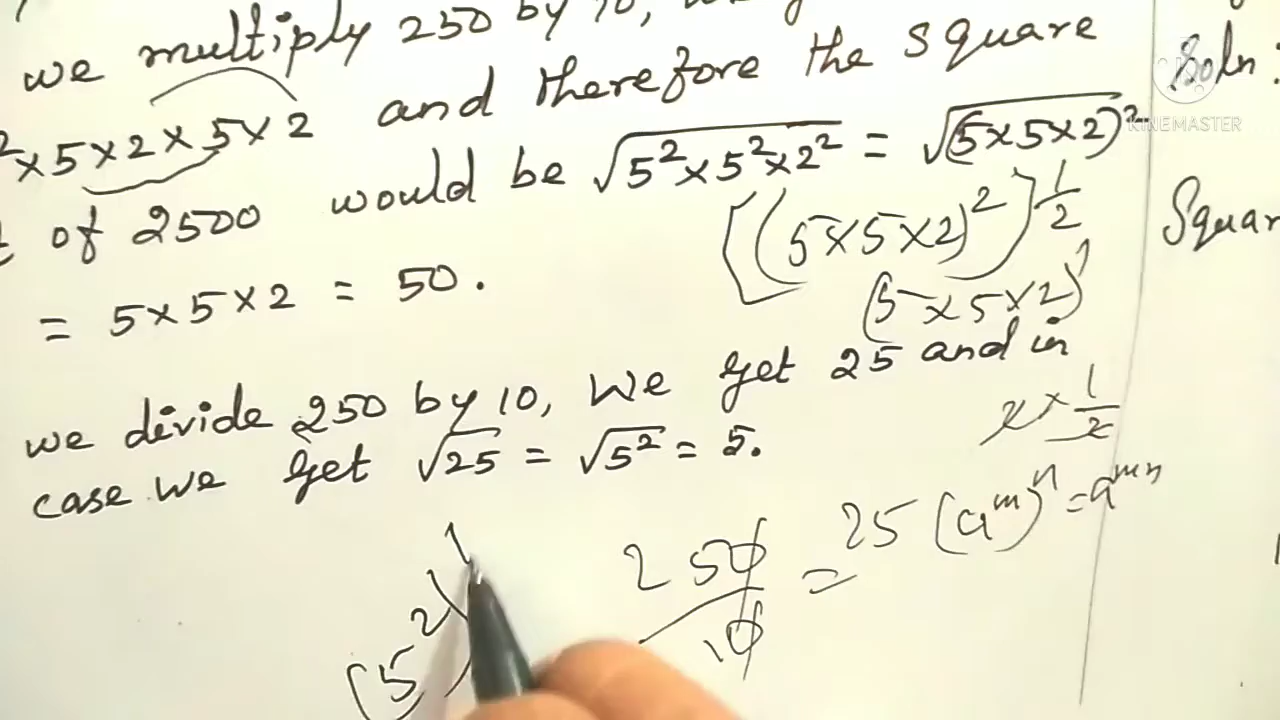 we multiply 250 by 10,
² × 5 × 2 × 5 × 2 and therefore the square
of 2500 would be √5² × 5² × 2² = √(5 × 5 × 2)²
[(5 × 5 × 2)²]^1/2
= 5 × 5 × 2 = 50.
(5 × 5 × 2)^1
we divide 250 by 10, we get 25 and in
case we get √25 = √5² = 5.
2 × 1/2
250/10 = 25 (a^m)^n = a^mn
(5²)^1
Soln:
KINEMASTER
Squar